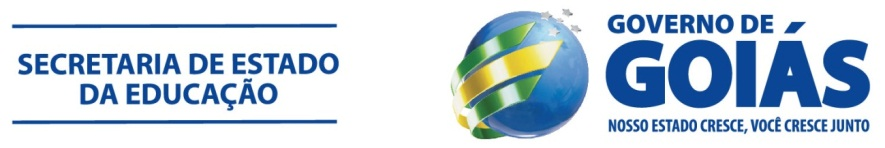 SECRETARIA DE ESTADO
DA EDUCAÇÃO
GOVERNO DE
GOIÁS
NOSSO ESTADO CRESCE, VOCÊ CRESCE JUNTO